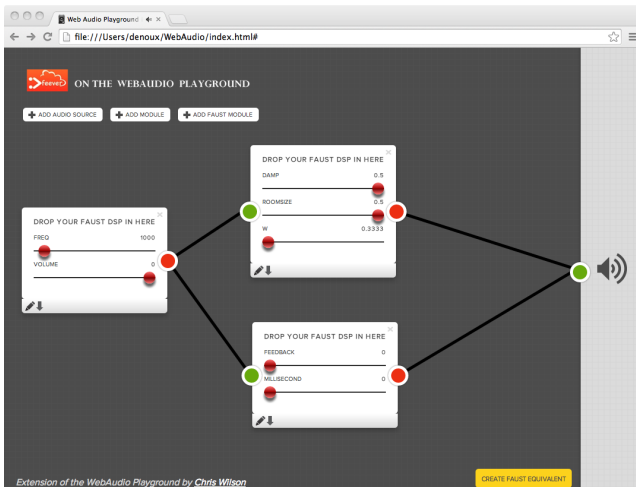 Web Audio Playground
file:///Users/denoux/WebAudio/index.html#
feever ON THE WEBAUDIO PLAYGROUND
ADD AUDIO SOURCE ADD MODULE ADD FAUST MODULE
DROP YOUR FAUST DSP IN HERE
DAMP 0.5
ROOMSIZE 0.5
W 0.3333
DROP YOUR FAUST DSP IN HERE
FREQ 1000
VOLUME 0
DROP YOUR FAUST DSP IN HERE
FEEDBACK 0
MILLISECOND 0
Extension of the WebAudio Playground by Chris Wilson
CREATE FAUST EQUIVALENT